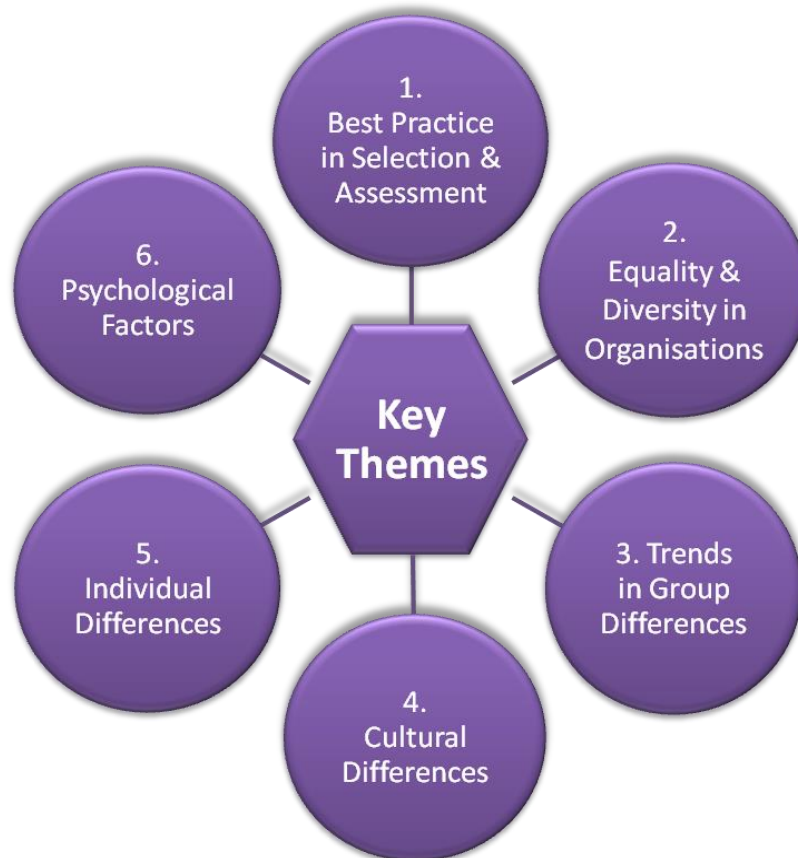 1.
Best Practice
in Selection &
Assessment
2.
Equality &
Diversity in
Organisations
3. Trends
in Group
Differences
4.
Cultural
Differences
5.
Individual
Differences
6.
Psychological
Factors
Key
Themes